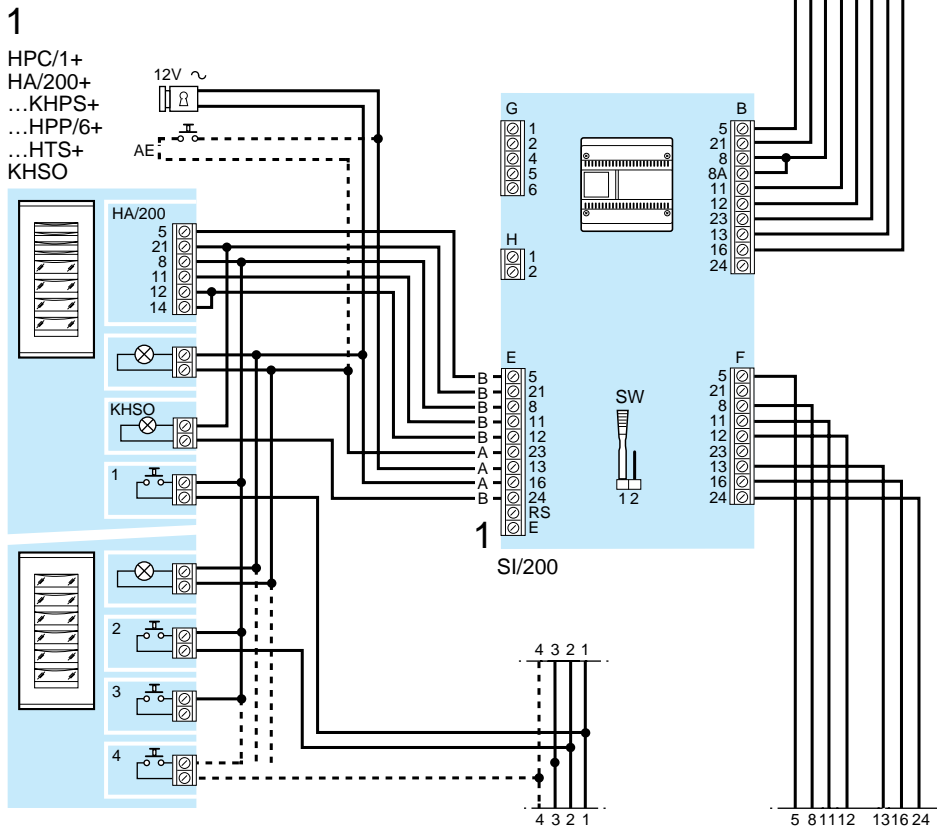 1
HPC/1+
HA/200+
...KHPS+
...HPP/6+
...HTS+
KHSO
12V ~
AE
HA/200
5
21
8
11
12
14
KHSO
1
2
3
4
G
1
2
4
5
6
H
1
2
B
5
21
8
8A
11
12
23
13
16
24
E
B 5
B 21
B 8
B 11
B 12
A 23
A 13
A 16
B 24
RS
E
1
SI/200
SW
1 2
F
5
21
8
11
12
23
13
16
24
4 3 2 1
4 3 2 1
5 8 11 12 13 16 24